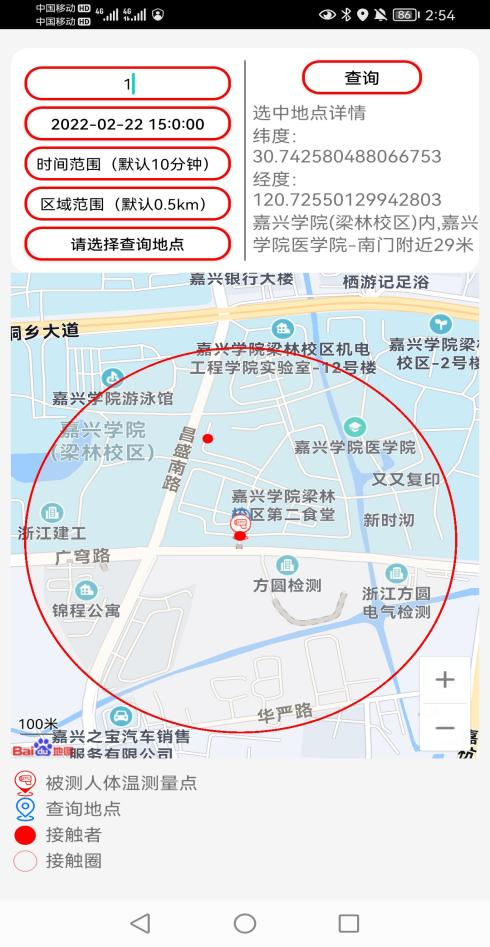 中国移动 HD 4G 4G
中国移动 HD
86 2:54
1
2022-02-22 15:0:00
时间范围（默认10分钟）
区域范围（默认0.5km）
请选择查询地点
查询
选中地点详情
纬度：
30.742580488066753
经度：
120.72550129942803
嘉兴学院(梁林校区)内,嘉兴
学院医学院-南门附近29米
嘉兴银行大楼
栖游记足浴
桐乡大道
嘉兴学院梁林校区机电
工程学院实验室-12号楼
嘉兴学院梁
校区-2号楼
嘉兴学院游泳馆
嘉兴学院
(梁林校区)
昌盛南路
嘉兴学院医学院
又又复印
嘉兴学院梁林
校区第二食堂
新时沏
浙江建工
广穹路
方圆检测
浙江方圆
电气检测
锦程公寓
华严路
100米
嘉兴之宝汽车销售
服务有限公司
Bai 地图
+
−
被测人体温测量点
查询地点
接触者
接触圈